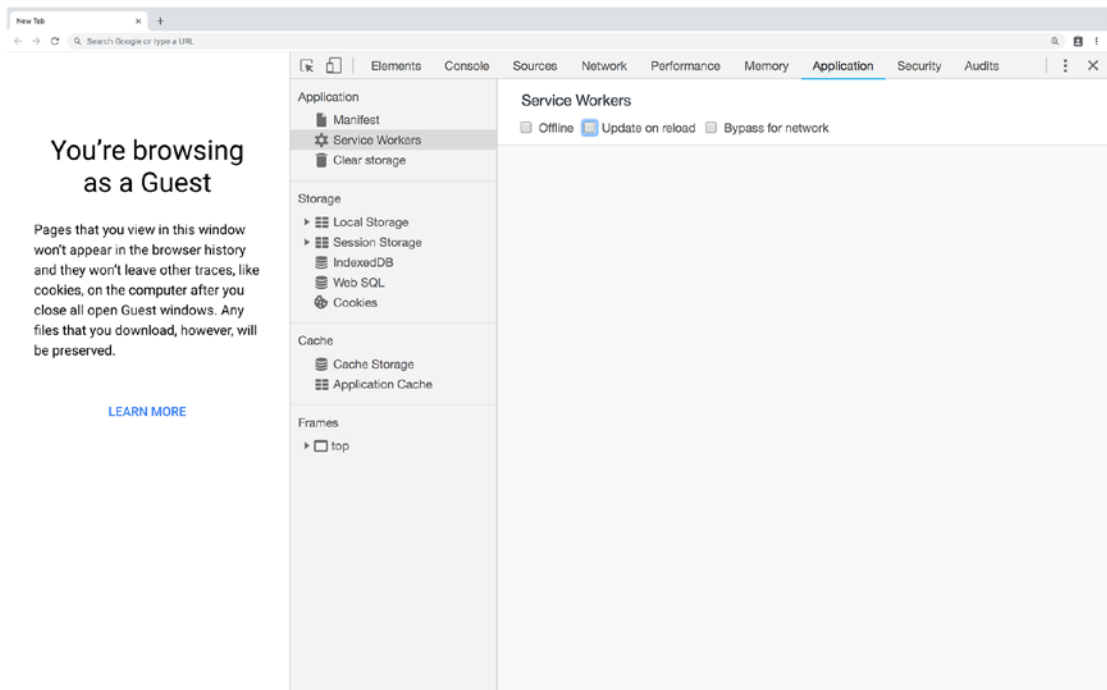 New Tab
Search Google or type a URL
Elements Console Sources Network Performance Memory Application Security Audits
You're browsing
as a Guest
Pages that you view in this window
won't appear in the browser history
and they won't leave other traces, like
cookies, on the computer after you
close all open Guest windows. Any
files that you download, however, will
be preserved.
LEARN MORE
Application
Manifest
Service Workers
Clear storage
Storage
Local Storage
Session Storage
IndexedDB
Web SQL
Cookies
Cache
Cache Storage
Application Cache
Frames
top
Service Workers
Offline Update on reload Bypass for network